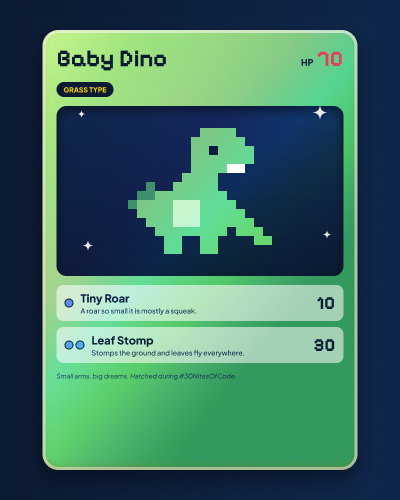 Baby Dino
HP 70
GRASS TYPE
Tiny Roar
10
A roar so small it is mostly a squeak.
Leaf Stomp
30
Stomps the ground and leaves fly everywhere.
Small arms, big dreams. Hatched during #30NitesOfCode.